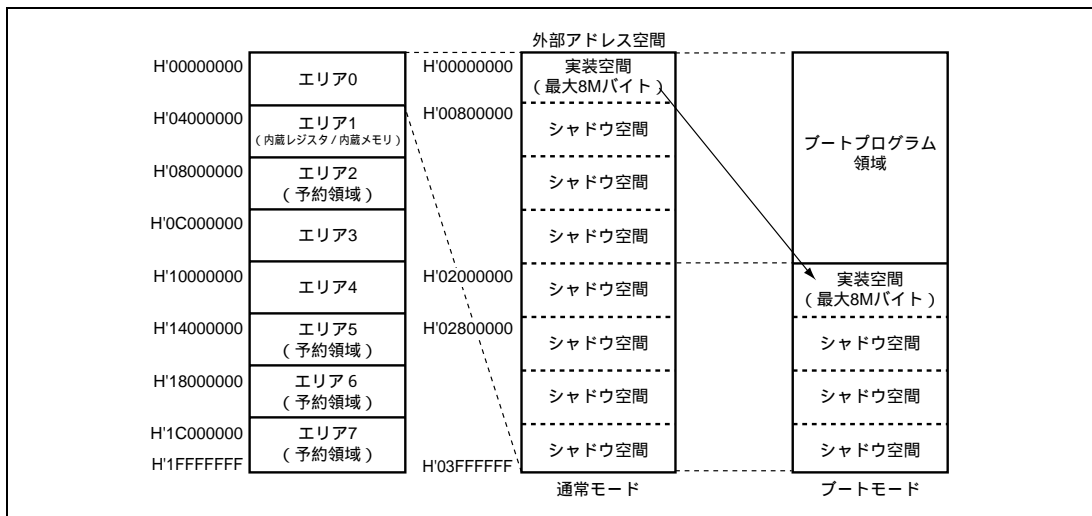 外部アドレス空間
H'00000000
エリア0
H'04000000
エリア1
（内蔵レジスタ / 内蔵メモリ）
H'08000000
エリア2
（予約領域）
H'0C000000
エリア3
H'10000000
エリア4
H'14000000
エリア5
（予約領域）
H'18000000
エリア 6
（予約領域）
H'1C000000
エリア7
（予約領域）
H'1FFFFFFF
H'00000000
実装空間
（最大8Mバイト）
H'00800000
シャドウ空間
シャドウ空間
シャドウ空間
H'02000000
シャドウ空間
H'02800000
シャドウ空間
シャドウ空間
シャドウ空間
H'03FFFFFF
通常モード
ブートプログラム
領域
実装空間
（最大8Mバイト）
シャドウ空間
シャドウ空間
シャドウ空間
ブートモード